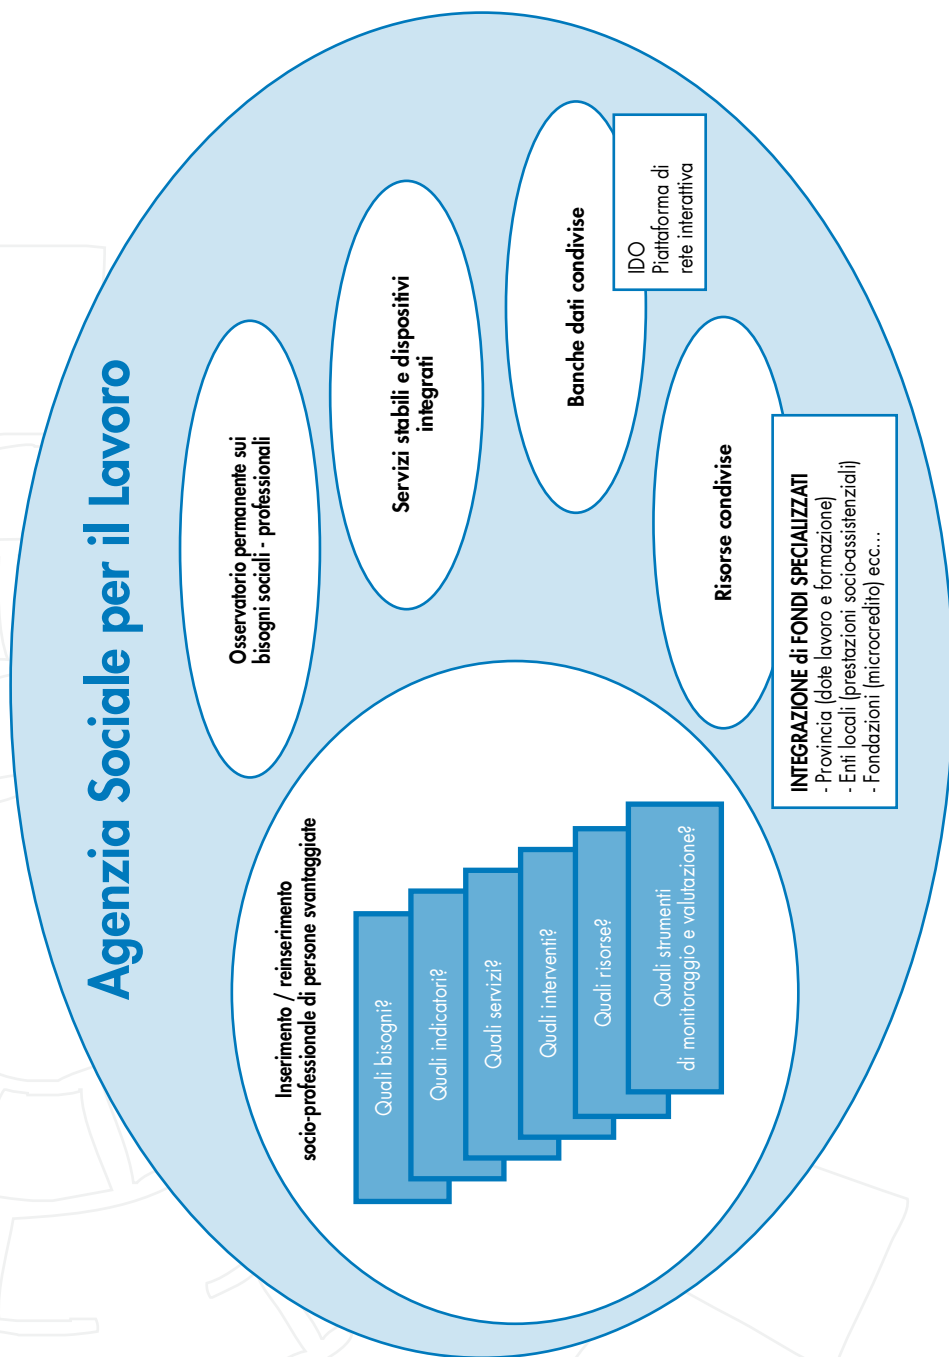 Agenzia Sociale per il Lavoro
Inserimento / reinserimento
socio-professionale di persone svantaggiate
Quali bisogni?
Quali indicatori?
Quali servizi?
Quali interventi?
Quali risorse?
Quali strumenti
di monitoraggio e valutazione?
Osservatorio permanente sui
bisogni sociali - professionali
Servizi stabili e dispositivi
integrati
Banche dati condivise
IDO
Piattaforma di
rete interattiva
Risorse condivise
INTEGRAZIONE di FONDI SPECIALIZZATI
- Provincia (dote lavoro e formazione)
- Enti locali (prestazioni socio-assistenziali)
- Fondazioni (microcredito) ecc...